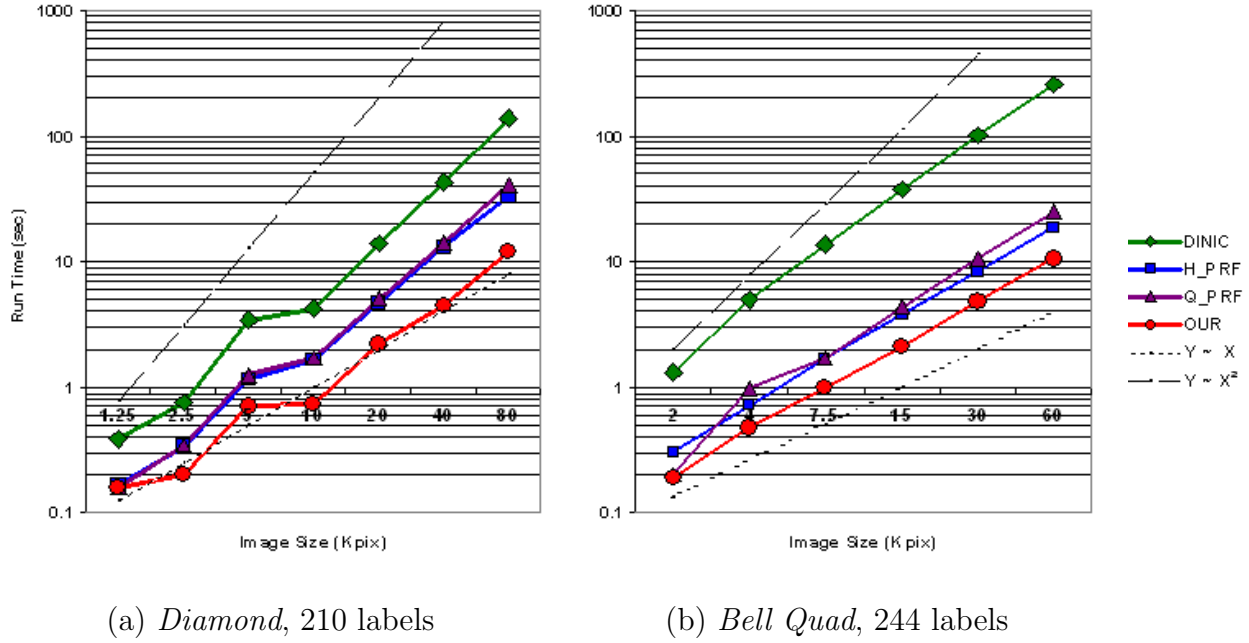 1000
100
10
1
0.1
Run Time (sec)
1.25
2.5
5
10
20
40
80
Image Size (Kpix)
1000
100
10
1
0.1
2
4
7.5
15
30
60
Image Size (Kpix)
DINIC
H_PRF
Q_PRF
OUR
Y ~ X
Y ~ X²
(a) Diamond, 210 labels
(b) Bell Quad, 244 labels